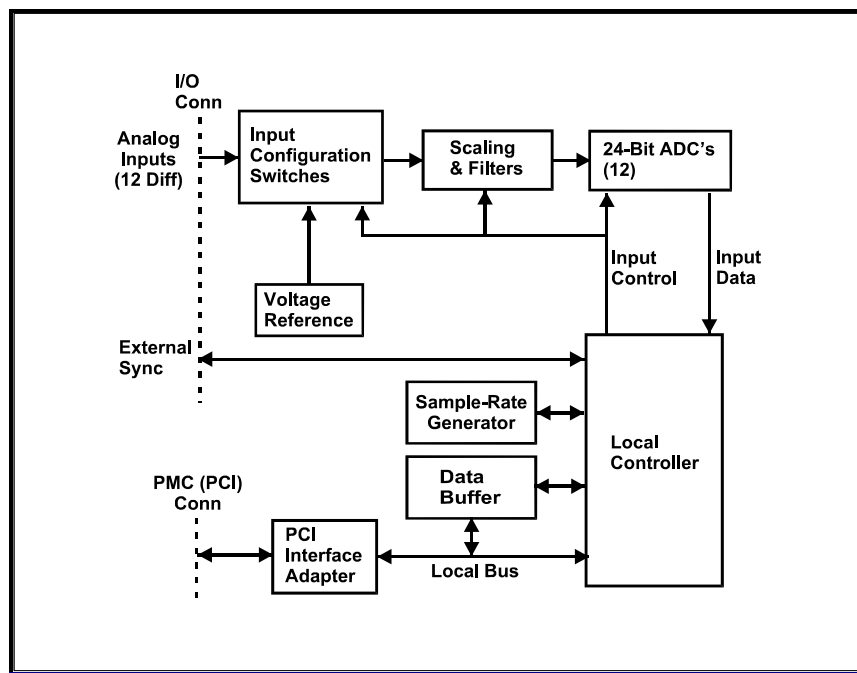 I/O
Conn
Analog
Inputs
(12 Diff)
Input
Configuration
Switches
Scaling
& Filters
24-Bit ADC's
(12)
Voltage
Reference
Input
Control
Input
Data
External
Sync
Sample-Rate
Generator
Local
Controller
Data
Buffer
PMC (PCI)
Conn
PCI
Interface
Adapter
Local Bus